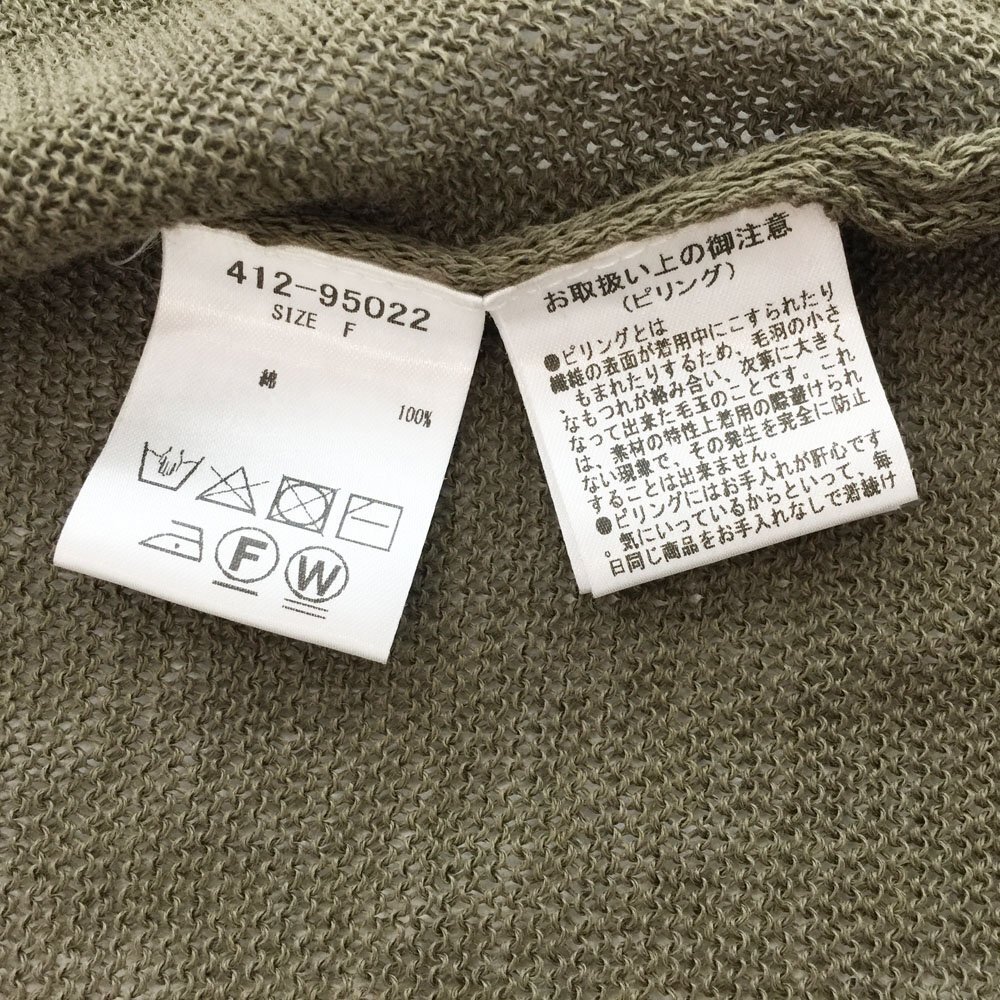 412-95022
SIZE F
綿
100%
F
W
お取扱い上の御注意
(ピリング)
●ピリングとは
繊維の表面が着用中にこすられたり
もまれたりするため、毛羽の小さ
なもつれが絡み合い、次第に大きく
なって出来た毛玉のことです。これ
は、素材の特性上着用の際避けられ
ない現象で、その発生を完全に防止
することは出来ません。
●ピリングにはお手入れが肝心です
。気にいっているからといって、毎
日同じ商品をお手入れなしで着続け